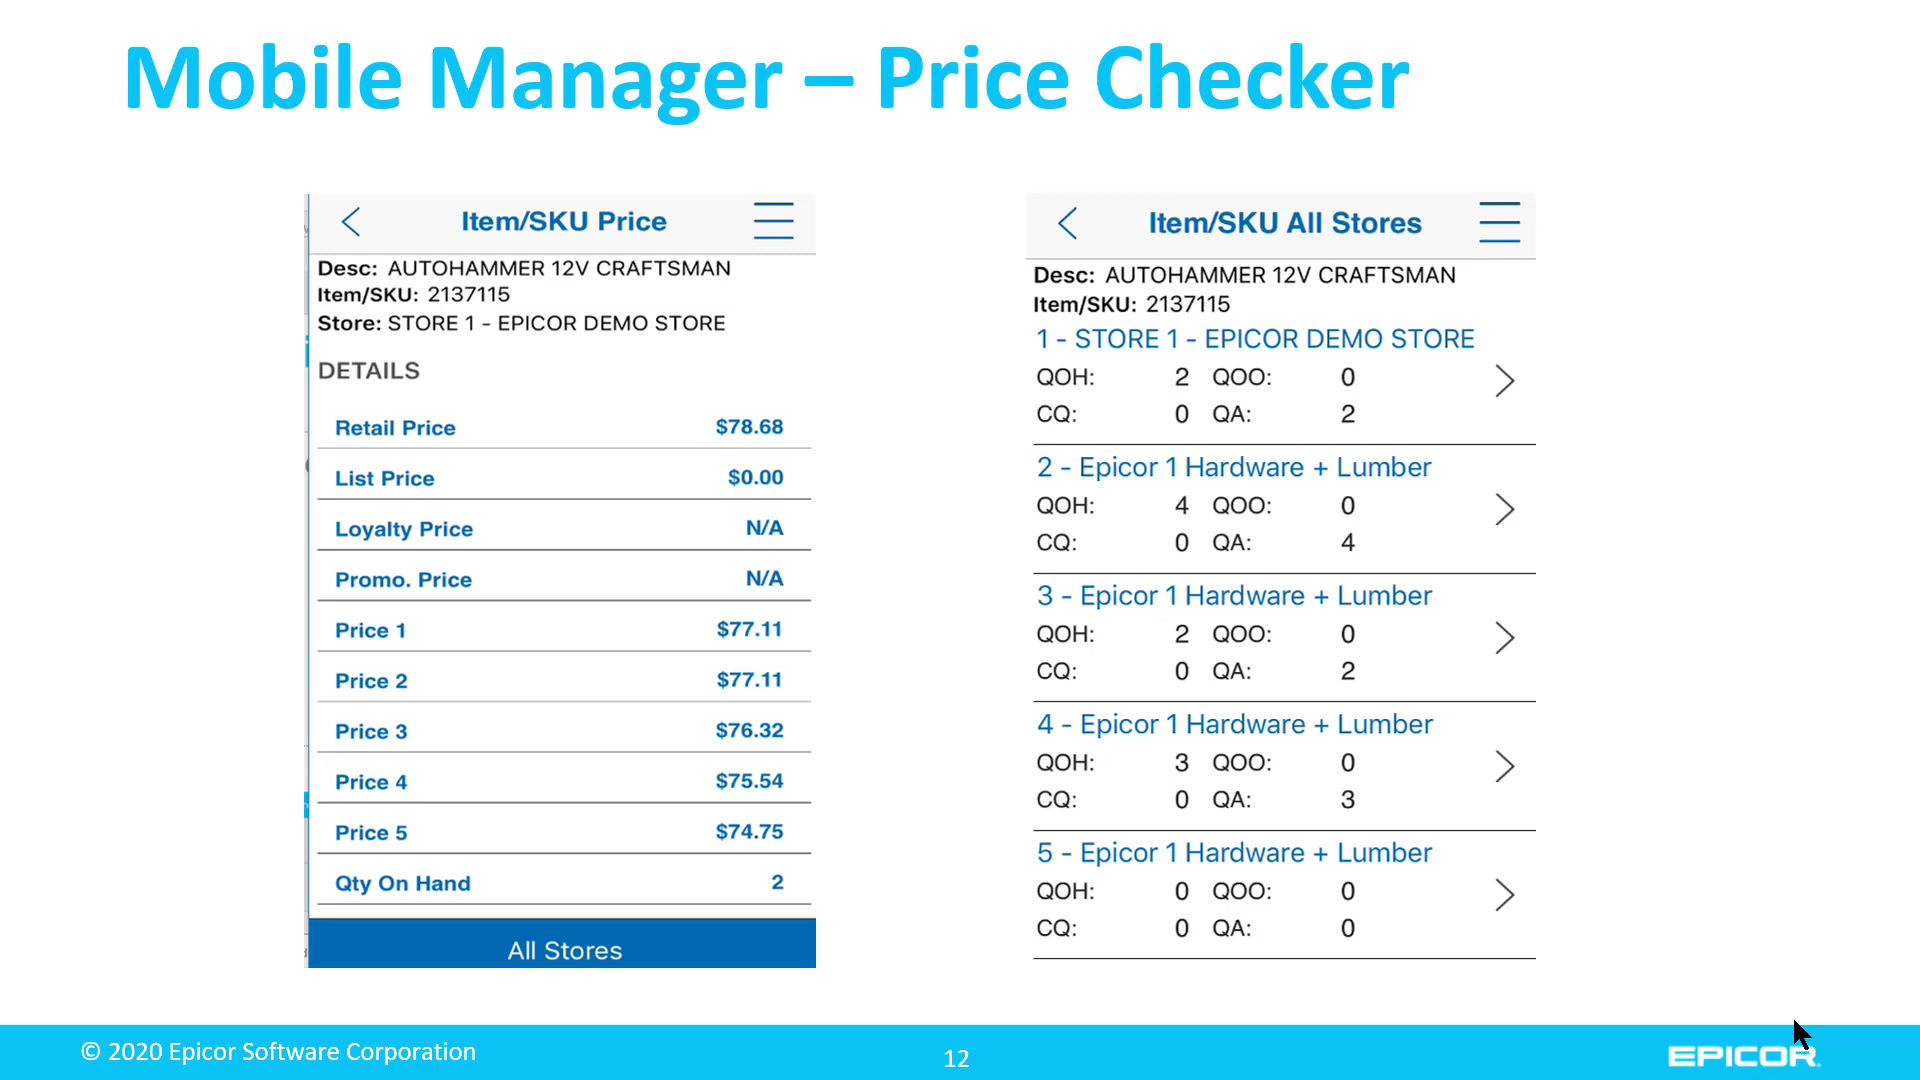 Mobile Manager – Price Checker
Item/SKU Price
Desc: AUTOHAMMER 12V CRAFTSMAN
Item/SKU: 2137115
Store: STORE 1 - EPICOR DEMO STORE
DETAILS
Retail Price $78.68
List Price $0.00
Loyalty Price N/A
Promo. Price N/A
Price 1 $77.11
Price 2 $77.11
Price 3 $76.32
Price 4 $75.54
Price 5 $74.75
Qty On Hand 2
All Stores
Item/SKU All Stores
Desc: AUTOHAMMER 12V CRAFTSMAN
Item/SKU: 2137115
1 - STORE 1 - EPICOR DEMO STORE
QOH: 2 QOO: 0
CQ: 0 QA: 2
2 - Epicor 1 Hardware + Lumber
QOH: 4 QOO: 0
CQ: 0 QA: 4
3 - Epicor 1 Hardware + Lumber
QOH: 2 QOO: 0
CQ: 0 QA: 2
4 - Epicor 1 Hardware + Lumber
QOH: 3 QOO: 0
CQ: 0 QA: 3
5 - Epicor 1 Hardware + Lumber
QOH: 0 QOO: 0
CQ: 0 QA: 0
© 2020 Epicor Software Corporation
12
EPICOR